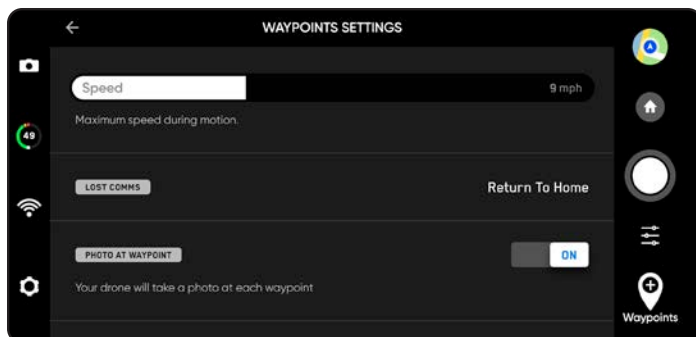 WAYPOINTS SETTINGS
Speed 9 mph
Maximum speed during motion.
49
LOST COMMS Return To Home
PHOTO AT WAYPOINT ON
Your drone will take a photo at each waypoint
Waypoints